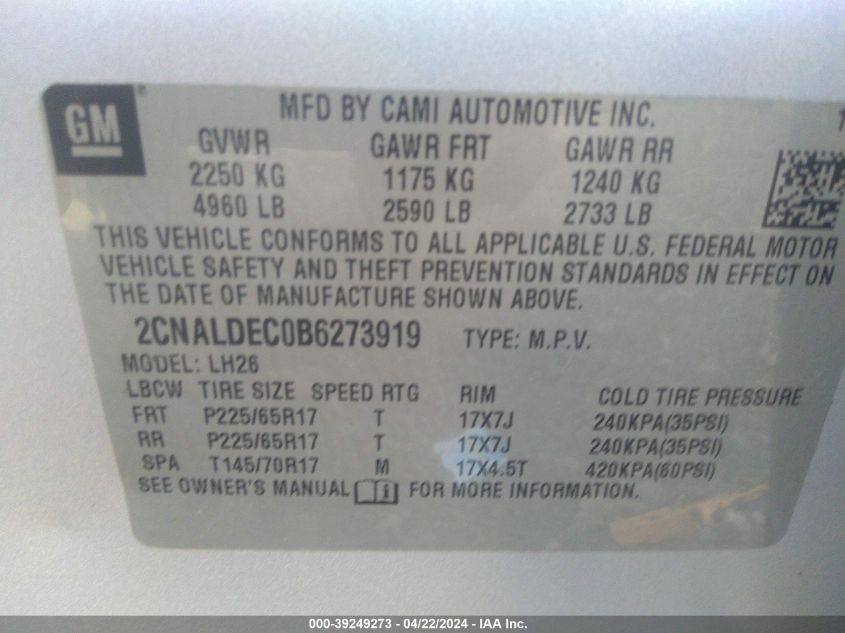 GM®
MFD BY CAMI AUTOMOTIVE INC.
GVWR GAWR FRT GAWR RR
2250 KG 1175 KG 1240 KG
4960 LB 2590 LB 2733 LB
THIS VEHICLE CONFORMS TO ALL APPLICABLE U.S. FEDERAL MOTOR
VEHICLE SAFETY AND THEFT PREVENTION STANDARDS IN EFFECT ON
THE DATE OF MANUFACTURE SHOWN ABOVE.
2CNALDEC0B6273919 TYPE: M.P.V.
MODEL: LH26
LBCW TIRE SIZE SPEED RTG RIM COLD TIRE PRESSURE
FRT P225/65R17 T 17X7J 240KPA(35PSI)
RR P225/65R17 T 17X7J 240KPA(35PSI)
SPA T145/70R17 M 17X4.5T 420KPA(60PSI)
SEE OWNER'S MANUAL FOR MORE INFORMATION.
000-39249273 - 04/22/2024 - IAA Inc.